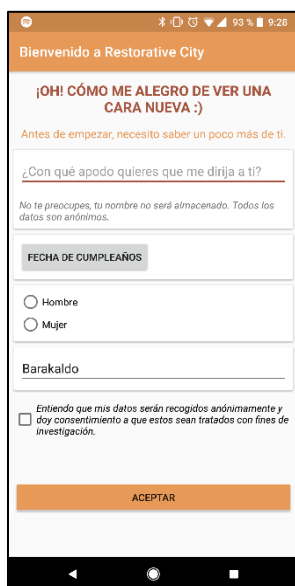 93 % 9:28
Bienvenido a Restorative City
¡OH! CÓMO ME ALEGRO DE VER UNA
CARA NUEVA :)
Antes de empezar, necesito saber un poco más de ti.
¿Con qué apodo quieres que me dirija a ti?
No te preocupes, tu nombre no será almacenado. Todos los
datos son anónimos.
FECHA DE CUMPLEAÑOS
Hombre
Mujer
Barakaldo
Entiendo que mis datos serán recogidos anónimamente y
doy consentimiento a que estos sean tratados con fines de
investigación.
ACEPTAR